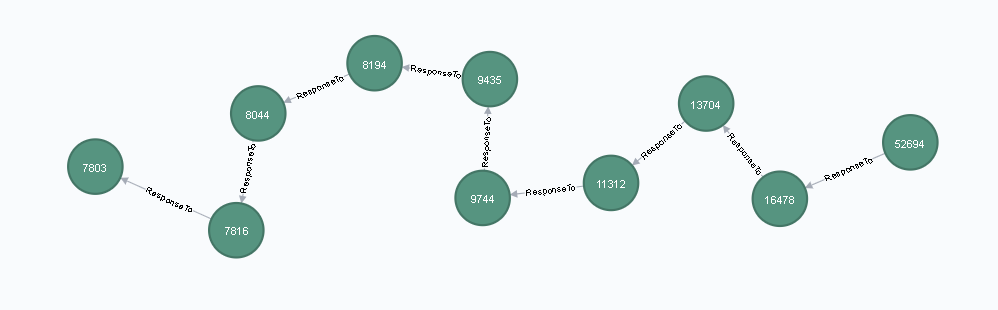 7803
ResponseTo
7816
ResponseTo
8044
ResponseTo
8194
ResponseTo
9435
ResponseTo
9744
ResponseTo
11312
ResponseTo
13704
ResponseTo
16478
ResponseTo
52694